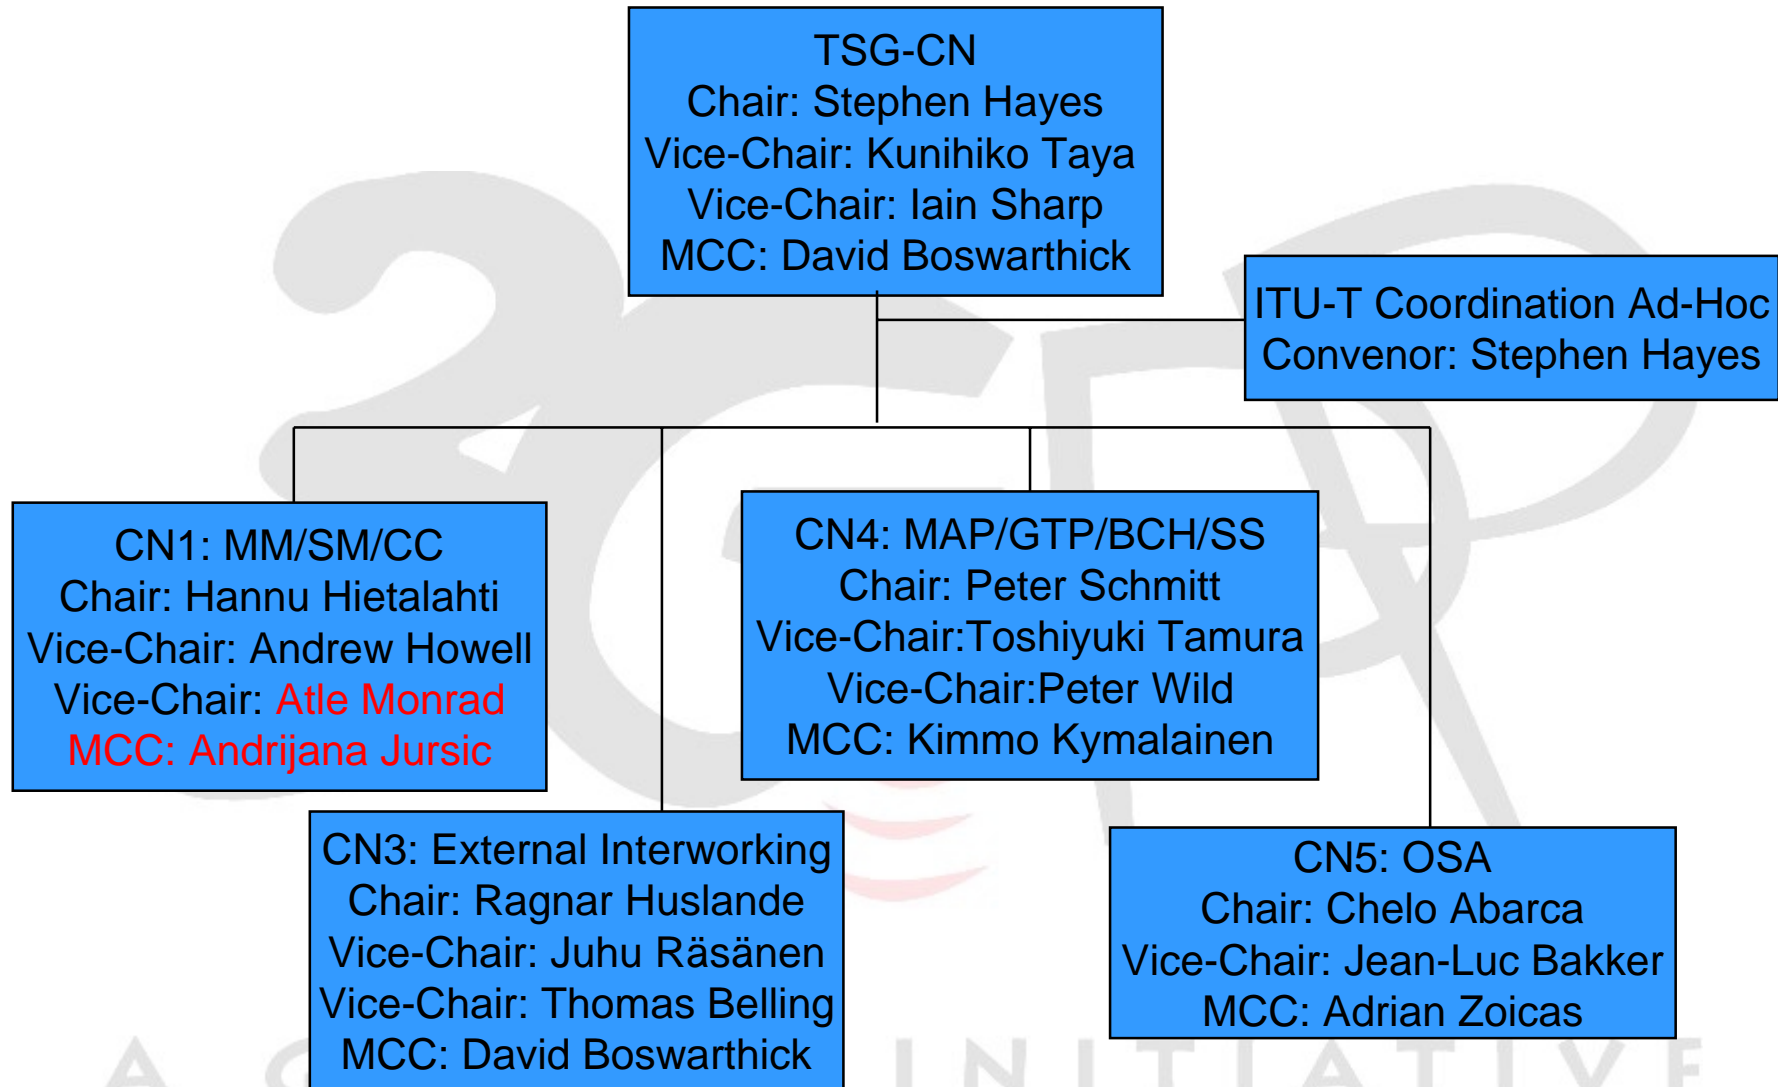 TSG-CN
Chair: Stephen Hayes
Vice-Chair: Kunihiko Taya
Vice-Chair: Iain Sharp
MCC: David Boswarthick
ITU-T Coordination Ad-Hoc
Convenor: Stephen Hayes
CN1: MM/SM/CC
Chair: Hannu Hietalahti
Vice-Chair: Andrew Howell
Vice-Chair: Atle Monrad
MCC: Andrijana Jursic
CN4: MAP/GTP/BCH/SS
Chair: Peter Schmitt
Vice-Chair:Toshiyuki Tamura
Vice-Chair:Peter Wild
MCC: Kimmo Kymalainen
CN3: External Interworking
Chair: Ragnar Huslande
Vice-Chair: Juhu Räsänen
Vice-Chair: Thomas Belling
MCC: David Boswarthick
CN5: OSA
Chair: Chelo Abarca
Vice-Chair: Jean-Luc Bakker
MCC: Adrian Zoicas
A INITIATIVE